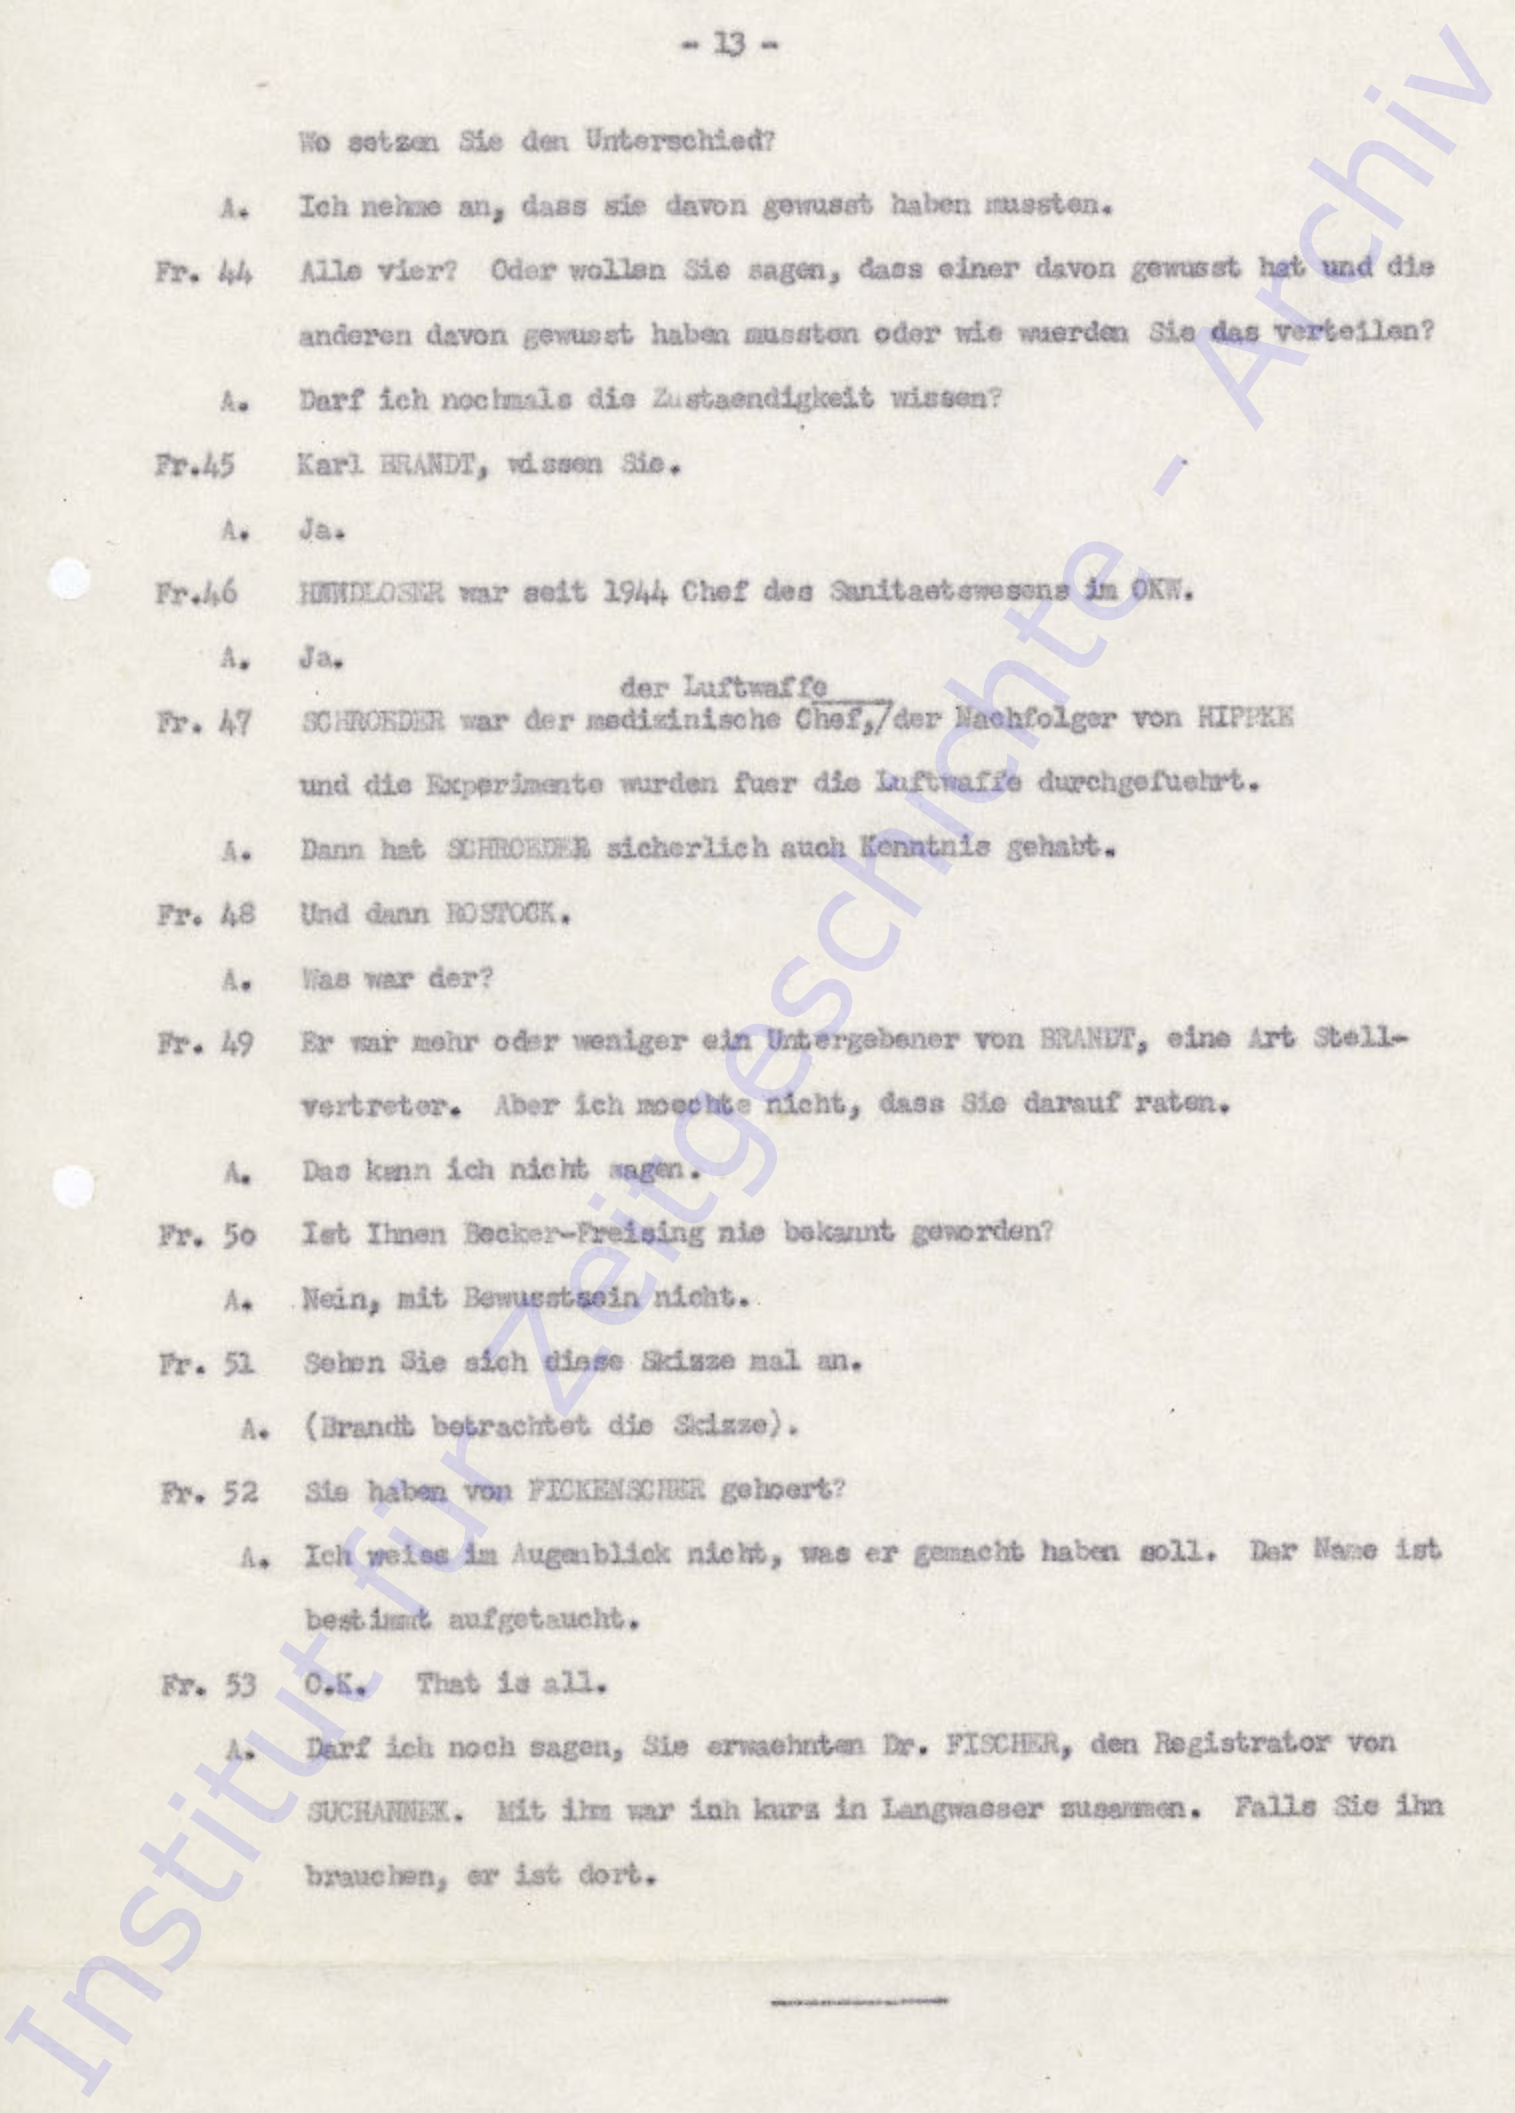 - 13 -
Wo setzen Sie den Unterschied?
A. Ich nehme an, dass sie davon gewusst haben mussten.
Fr. 44 Alle vier? Oder wollen Sie sagen, dass einer davon gewusst hat und die
anderen davon gewusst haben mussten oder wie wuerden Sie das verteilen?
A. Darf ich nochmals die Zustaendigkeit wissen?
Fr.45 Karl BRANDT, wissen Sie.
A. Ja.
Fr.46 HANDLOSER war seit 1944 Chef des Sanitaetswesens im OKW.
A. Ja.
der Luftwaffe
Fr. 47 SCHROEDER war der medizinische Chef,/der Nachfolger von HIPPKE
und die Experimente wurden fuer die Luftwaffe durchgefuehrt.
A. Dann hat SCHROEDER sicherlich auch Kenntnis gehabt.
Fr. 48 Und dann ROSTOCK.
A. Was war der?
Fr. 49 Er war mehr oder weniger ein Untergebener von BRANDT, eine Art Stell-
vertreter. Aber ich moechte nicht, dass Sie darauf raten.
A. Das kann ich nicht sagen.
Fr. 50 Ist Ihnen Becker-Freising nie bekannt geworden?
A. Nein, mit Bewusstsein nicht.
Fr. 51 Sehen Sie sich diese Skizze mal an.
A. (Brandt betrachtet die Skizze).
Fr. 52 Sie haben von FICKENSCHER gehoert?
A. Ich weiss im Augenblick nicht, was er gemacht haben soll. Der Name ist
bestimmt aufgetaucht.
Fr. 53 O.K. That is all.
A. Darf ich noch sagen, Sie erwaehnten Dr. FISCHER, den Registrator von
SUCHANNEK. Mit ihm war inh kurz in Langwasser zusammen. Falls Sie ihn
brauchen, er ist dort.
Institut für Zeitgeschichte - Archiv